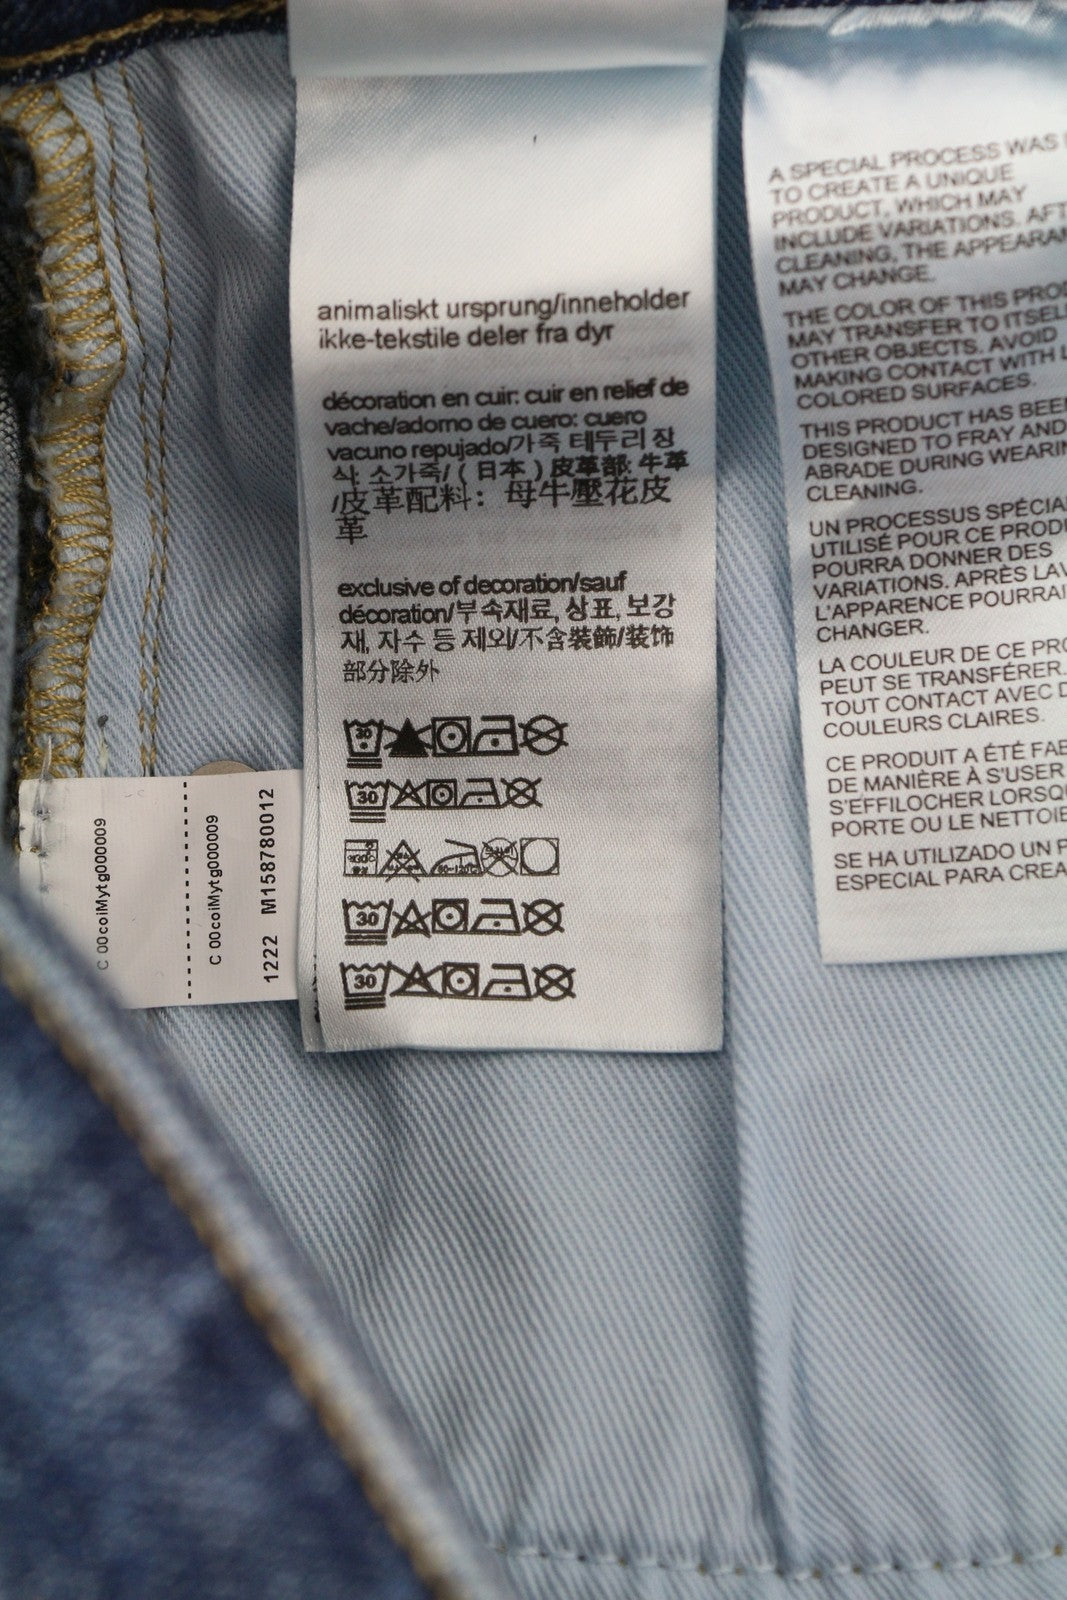 animaliskt ursprung/inneholder
ikke-tekstile deler fra dyr
décoration en cuir: cuir en relief de
vache/adorno de cuero: cuero
vacuno repujado/가죽 테두리 장
식: 소가죽/ ( 日本 ) 皮革部: 牛革
/皮革配料：母牛壓花皮
革
exclusive of decoration/sauf
décoration/부속재료, 상표, 보강
재, 자수 등 제외/不含裝飾/装饰
部分除外
30
30
30
30
C 00coiMytg000009
C 00coiMytg000009
1222 M158780012
A SPECIAL PROCESS WAS
TO CREATE A UNIQUE
PRODUCT, WHICH MAY
INCLUDE VARIATIONS. AFT
CLEANING, THE APPEARAN
MAY CHANGE.
THE COLOR OF THIS PROD
MAY TRANSFER TO ITSEL
OTHER OBJECTS. AVOID
MAKING CONTACT WITH L
COLORED SURFACES.
THIS PRODUCT HAS BEEN
DESIGNED TO FRAY AND
ABRADE DURING WEARIN
CLEANING.
UN PROCESSUS SPÉCIA
UTILISÉ POUR CE PRODU
POURRA DONNER DES
VARIATIONS. APRÈS LAV
L'APPARENCE POURRAI
CHANGER.
LA COULEUR DE CE PRO
PEUT SE TRANSFÉRER.
TOUT CONTACT AVEC D
COULEURS CLAIRES.
CE PRODUIT A ÉTÉ FAB
DE MANIÈRE À S'USER
S'EFFILOCHER LORSQU
PORTE OU LE NETTOIE
SE HA UTILIZADO UN P
ESPECIAL PARA CREA